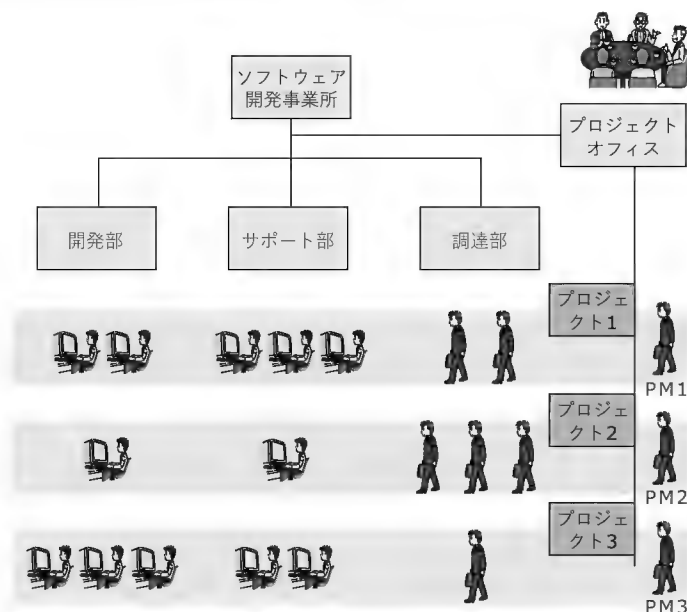 ソフトウェア
開発事業所
プロジェクト
オフィス
開発部
サポート部
調達部
プロジェ
クト1
PM1
プロジェ
クト2
PM2
プロジェ
クト3
PM3